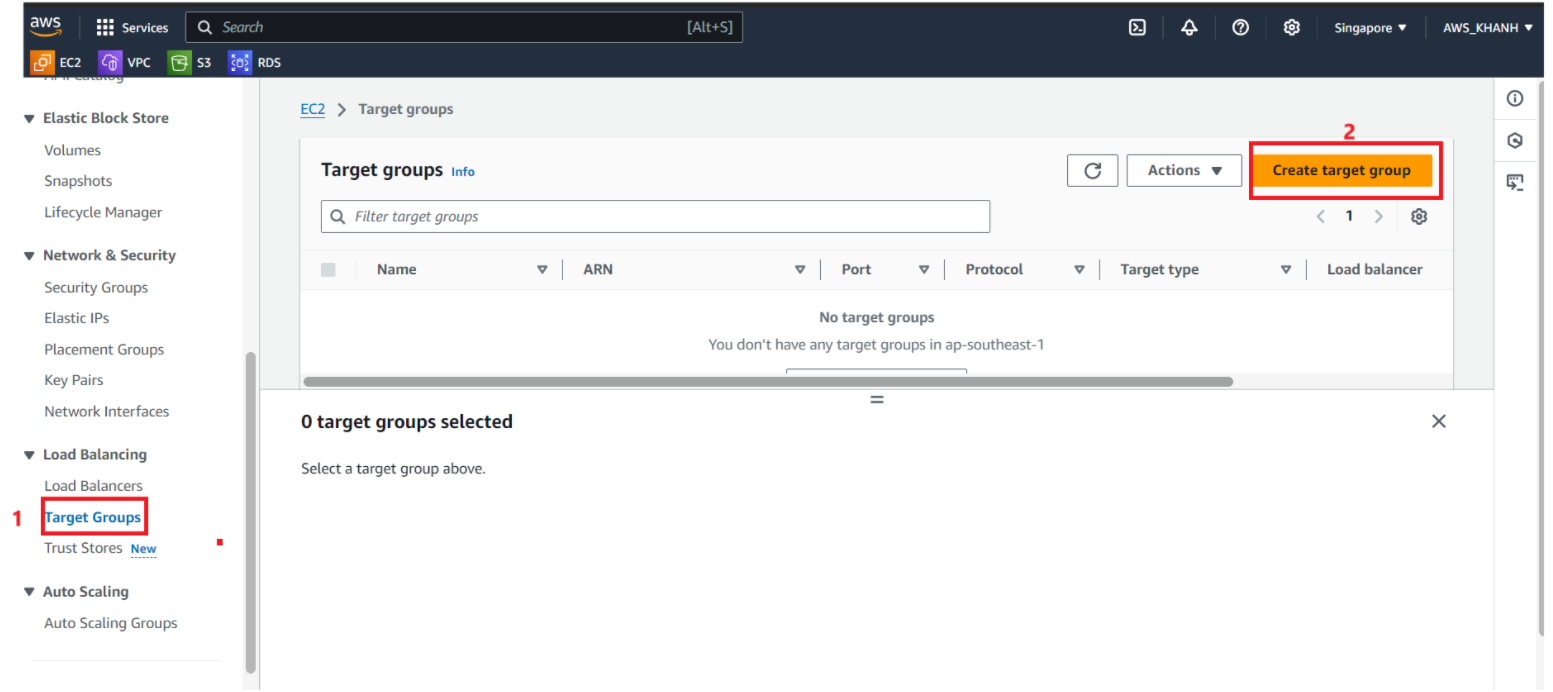 aws
Services
Search
[Alt+S]
Singapore
AWS_KHANH
EC2
VPC
S3
RDS
Elastic Block Store
Volumes
Snapshots
Lifecycle Manager
Network & Security
Security Groups
Elastic IPs
Placement Groups
Key Pairs
Network Interfaces
Load Balancing
Load Balancers
1
Target Groups
Trust Stores New
Auto Scaling
Auto Scaling Groups
EC2 > Target groups
2
Target groups Info
Actions
Create target group
Filter target groups
1
Name
ARN
Port
Protocol
Target type
Load balancer
No target groups
You don't have any target groups in ap-southeast-1
0 target groups selected
Select a target group above.